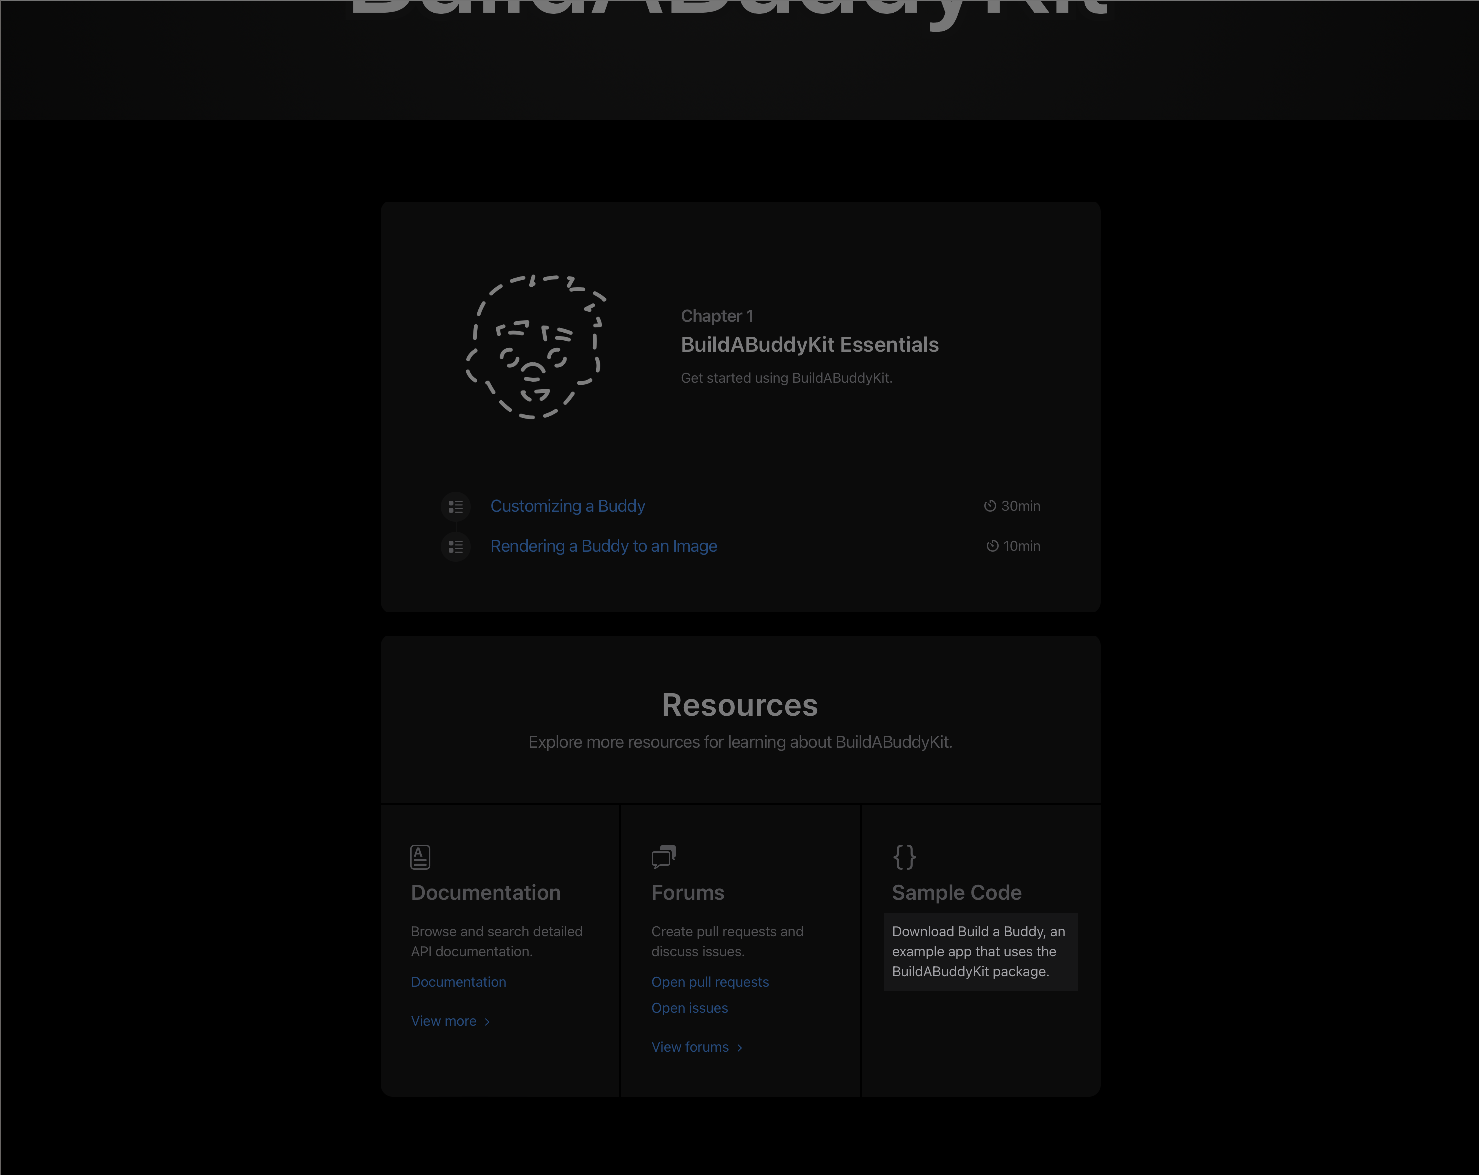 BuildABuddyKit
Chapter 1
BuildABuddyKit Essentials
Get started using BuildABuddyKit.
Customizing a Buddy
30min
Rendering a Buddy to an Image
10min
Resources
Explore more resources for learning about BuildABuddyKit.
Documentation
Browse and search detailed
API documentation.
Documentation
View more >
Forums
Create pull requests and
discuss issues.
Open pull requests
Open issues
View forums >
Sample Code
Download Build a Buddy, an
example app that uses the
BuildABuddyKit package.